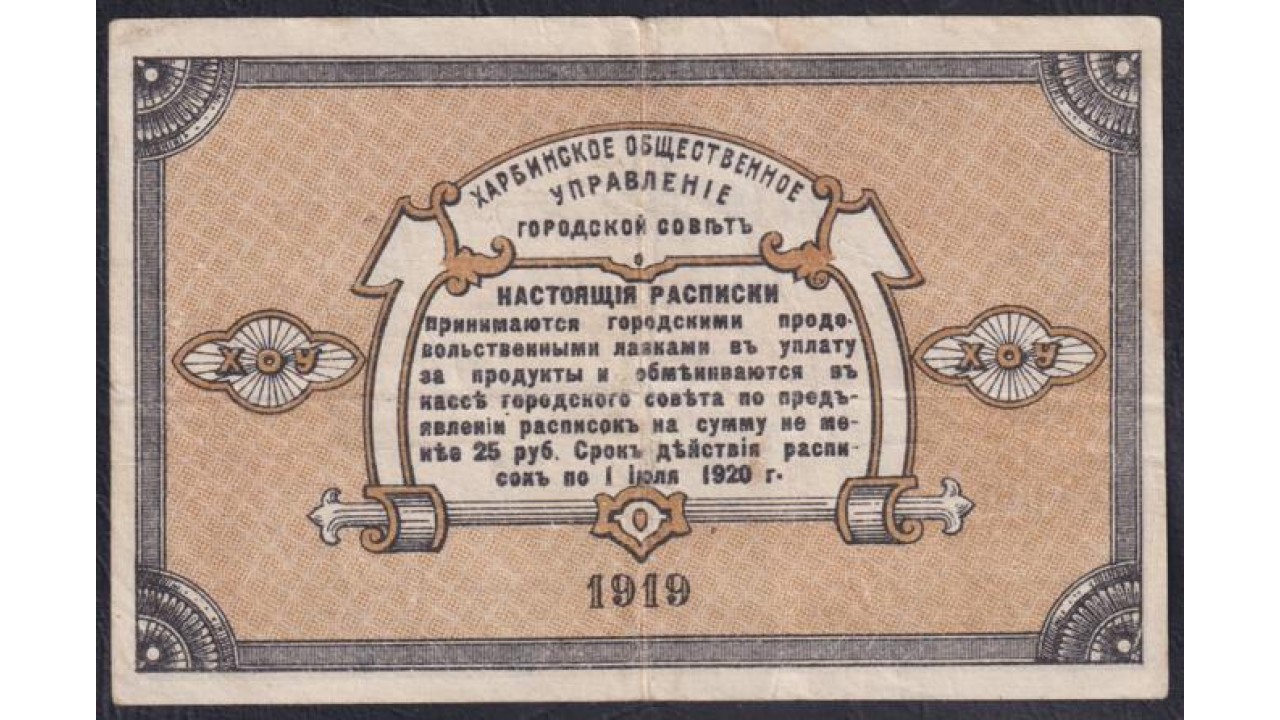 ХАРБИНСКОЕ ОБЩЕСТВЕННОЕ
УПРАВЛЕНІЕ
ГОРОДСКОЙ СОВѢТЪ
НАСТОЯЩІЯ РАСПИСКИ
принимаются городскими продо-
вольственными лавками въ уплату
за продукты и обмѣниваются въ
кассѣ городского совѣта по предъ-
явленіи расписокъ на сумму не ме-
нѣе 25 руб. Срокъ дѣйствія распи-
сокъ по 1 Іюля 1920 г.
ХОУ
ХОУ
1919